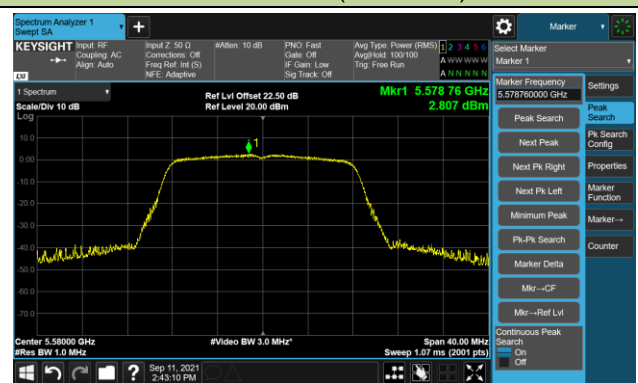 Spectrum Analyzer 1
Swept SA
Marker
KEYSIGHT
Input: RF
Coupling: AC
Align: Auto
Input Z: 50 Ω
Corrections: Off
Freq Ref: Int (S)
NFE: Adaptive
#Atten: 10 dB
PNO: Fast
Gate: Off
IF Gain: Low
Sig Track: Off
Avg Type: Power (RMS)
Avg|Hold: 100/100
Trig: Free Run
1 2 3 4 5 6
A W W W W W
A N N N N N
LXI
Select Marker
Marker 1
1 Spectrum
Scale/Div 10 dB
Log
Ref Lvl Offset 22.50 dB
Ref Level 20.00 dBm
Mkr1 5.578 76 GHz
2.807 dBm
1
10.0
0.00
-10.0
-20.0
-30.0
-40.0
-50.0
-60.0
-70.0
Center 5.58000 GHz
#Res BW 1.0 MHz
#Video BW 3.0 MHz*
Span 40.00 MHz
Sweep 1.07 ms (2001 pts)
Marker Frequency
5.578760000 GHz
Peak Search
Next Peak
Next Pk Right
Next Pk Left
Minimum Peak
Pk-Pk Search
Marker Delta
Mkr→CF
Mkr→Ref Lvl
Continuous Peak
Search
On
Off
Settings
Peak
Search
Pk Search
Config
Properties
Marker
Function
Marker→
Counter
?
Sep 11, 2021
2:43:10 PM